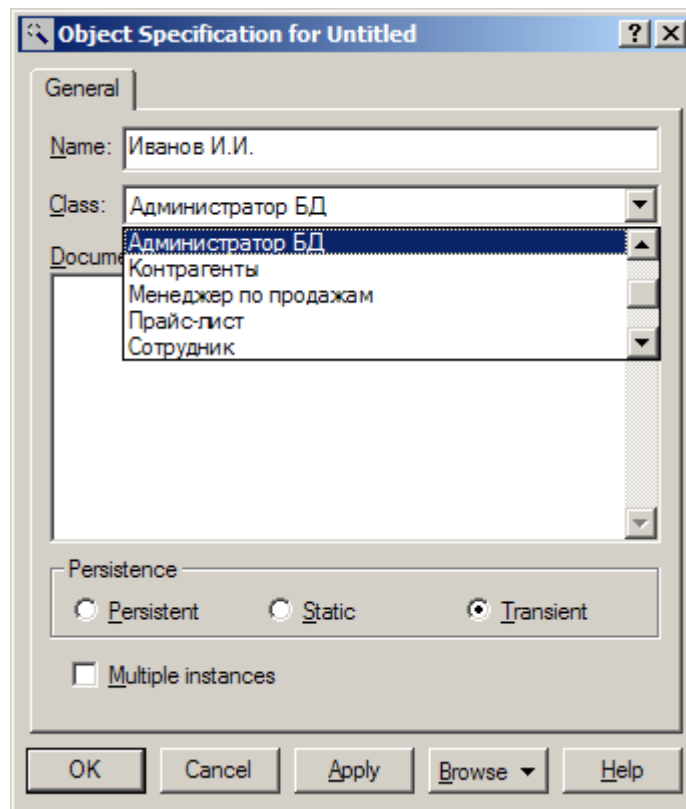 Object Specification for Untitled
General
Name: Иванов И.И.
Class: Администратор БД
Администратор БД
Docume
Контрагенты
Менеджер по продажам
Прайс-лист
Сотрудник
Persistence
Persistent Static Transient
Multiple instances
OK Cancel Apply Browse Help